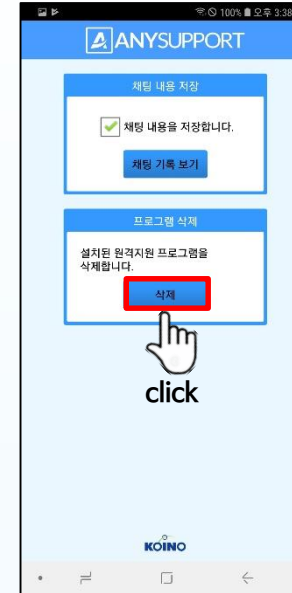 100% 오후 3:38
ANYSUPPORT
채팅 내용 저장
채팅 내용을 저장합니다.
채팅 기록 보기
프로그램 삭제
설치된 원격지원 프로그램을
삭제합니다.
삭제
click
KOINO